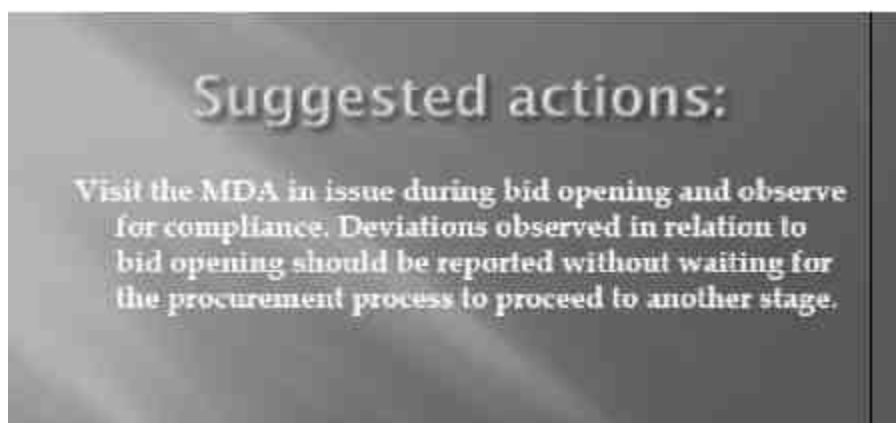 Suggested actions:
Visit the MDA in issue during bid opening and observe
for compliance. Deviations observed in relation to
bid opening should be reported without waiting for
the procurement process to proceed to another stage.